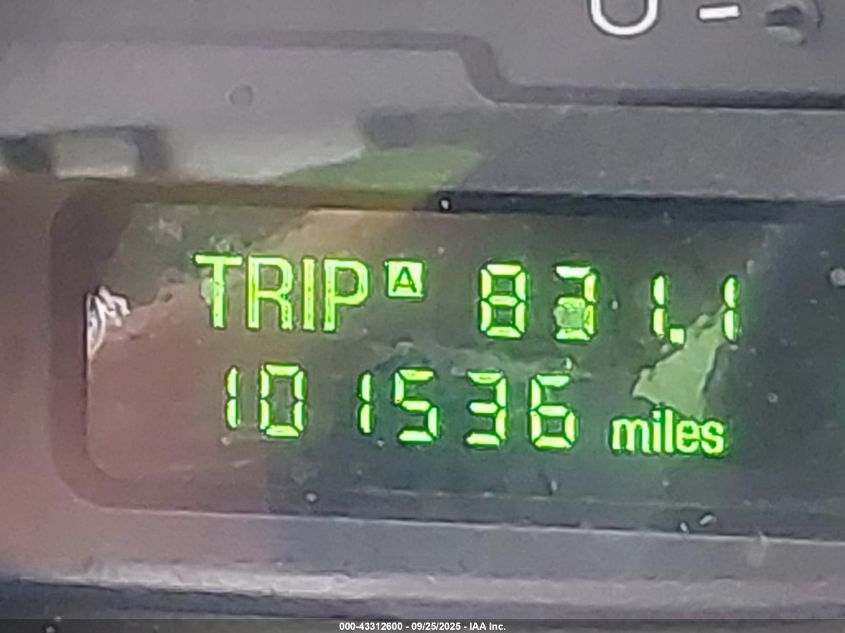 TRIP A 831.1
101536 miles
000-43312600 - 09/25/2025 - IAA Inc.